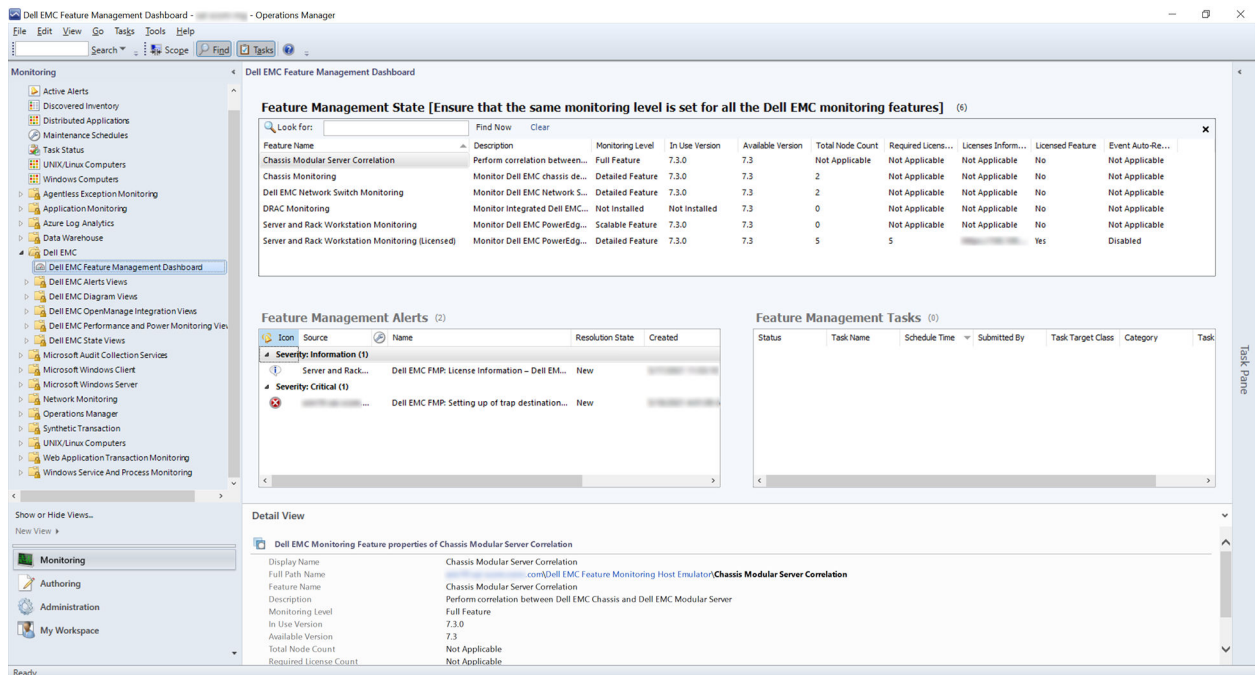 Dell EMC Feature Management Dashboard - - Operations Manager
File Edit View Go Tasks Tools Help
Search Scope Find Tasks
Monitoring
Active Alerts
Discovered Inventory
Distributed Applications
Maintenance Schedules
Task Status
UNIX/Linux Computers
Windows Computers
Agentless Exception Monitoring
Application Monitoring
Azure Log Analytics
Data Warehouse
Dell EMC
Dell EMC Feature Management Dashboard
Dell EMC Alerts Views
Dell EMC Diagram Views
Dell EMC OpenManage Integration Views
Dell EMC Performance and Power Monitoring View
Dell EMC State Views
Microsoft Audit Collection Services
Microsoft Windows Client
Microsoft Windows Server
Network Monitoring
Operations Manager
Synthetic Transaction
UNIX/Linux Computers
Web Application Transaction Monitoring
Windows Service And Process Monitoring
Show or Hide Views...
New View
Monitoring
Authoring
Administration
My Workspace
Ready
Dell EMC Feature Management Dashboard
Feature Management State [Ensure that the same monitoring level is set for all the Dell EMC monitoring features] (6)
Look for: Find Now Clear
Feature Name Description Monitoring Level In Use Version Available Version Total Node Count Required Licens... Licenses Inform... Licensed Feature Event Auto-Re...
Chassis Modular Server Correlation Perform correlation between... Full Feature 7.3.0 7.3 Not Applicable Not Applicable Not Applicable No Not Applicable
Chassis Monitoring Monitor Dell EMC chassis de... Detailed Feature 7.3.0 7.3 2 Not Applicable Not Applicable No Not Applicable
Dell EMC Network Switch Monitoring Monitor Dell EMC Network S... Detailed Feature 7.3.0 7.3 2 Not Applicable Not Applicable No Not Applicable
DRAC Monitoring Monitor Integrated Dell EMC... Not Installed Not Installed 7.3 0 Not Applicable Not Applicable No Not Applicable
Server and Rack Workstation Monitoring Monitor Dell EMC PowerEdg... Scalable Feature 7.3.0 7.3 0 Not Applicable Not Applicable No Not Applicable
Server and Rack Workstation Monitoring (Licensed) Monitor Dell EMC PowerEdg... Detailed Feature 7.3.0 7.3 5 5 Yes Disabled
Feature Management Alerts (2)
Icon Source Name Resolution State Created
Severity: Information (1)
Server and Rack... Dell EMC FMP: License Information – Dell EM... New
Severity: Critical (1)
Dell EMC FMP: Setting up of trap destination... New
Feature Management Tasks (0)
Status Task Name Schedule Time Submitted By Task Target Class Category Task
Task Pane
Detail View
Dell EMC Monitoring Feature properties of Chassis Modular Server Correlation
Display Name Chassis Modular Server Correlation
Full Path Name .com\Dell EMC Feature Monitoring Host Emulator\Chassis Modular Server Correlation
Feature Name Chassis Modular Server Correlation
Description Perform correlation between Dell EMC Chassis and Dell EMC Modular Server
Monitoring Level Full Feature
In Use Version 7.3.0
Available Version 7.3
Total Node Count Not Applicable
Required License Count Not Applicable